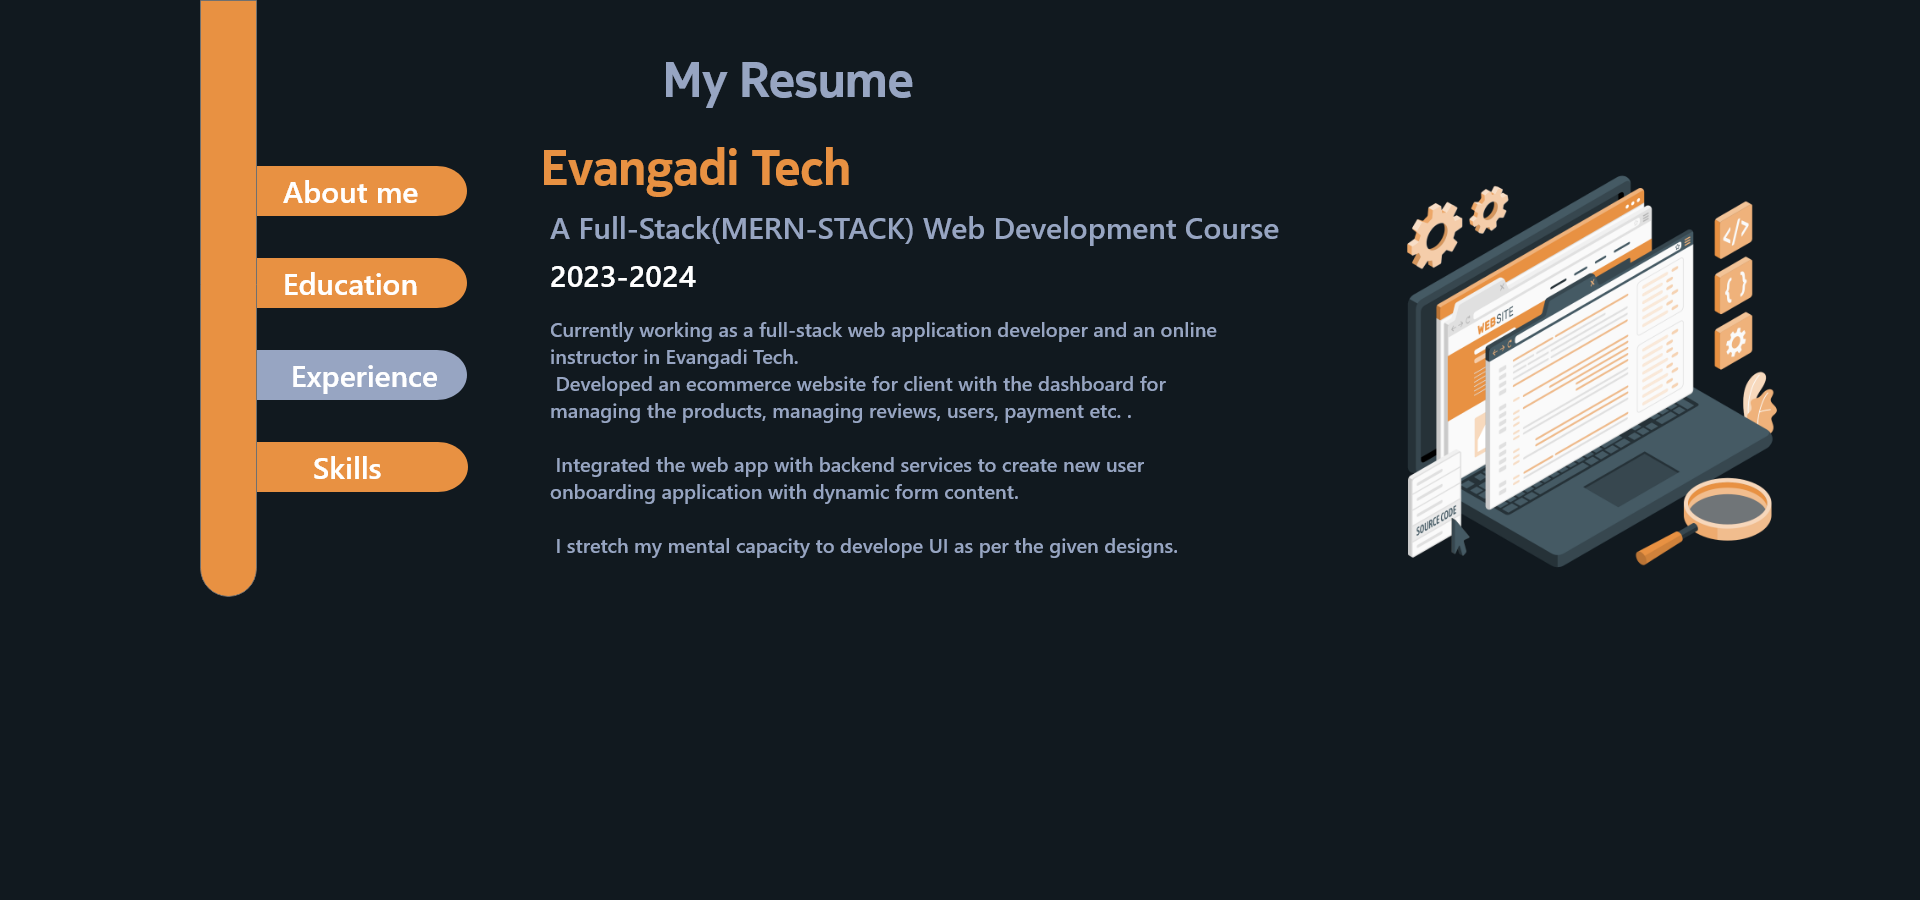 My Resume
Evangadi Tech
About me
A Full-Stack(MERN-STACK) Web Development Course
2023-2024
Education
Currently working as a full-stack web application developer and an online
instructor in Evangadi Tech.
Developed an ecommerce website for client with the dashboard for
managing the products, managing reviews, users, payment etc. .
Experience
Integrated the web app with backend services to create new user
onboarding application with dynamic form content.
Skills
I stretch my mental capacity to develope UI as per the given designs.
WEBSITE
</>
{ }
SOURCE CODE